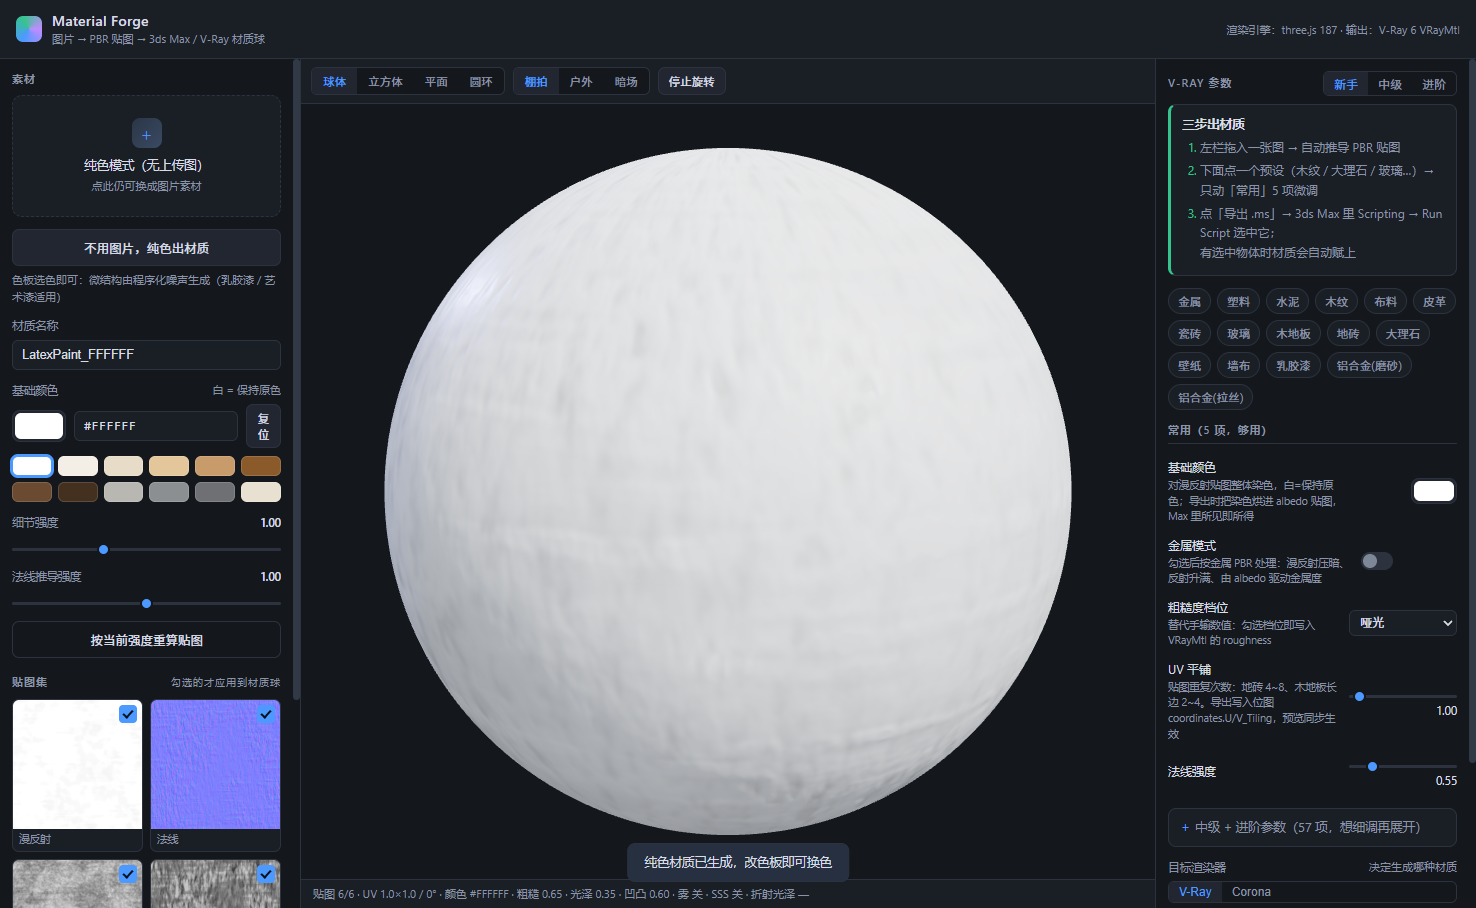 Material Forge
图片 → PBR 贴图 → 3ds Max / V-Ray 材质球
渲染引擎：three.js 187 · 输出：V-Ray 6 VRayMtl
素材
+
纯色模式（无上传图）
点此仍可换成图片素材
不用图片，纯色出材质
色板选色即可：微结构由程序化噪声生成（乳胶漆 / 艺
术漆适用）
材质名称
LatexPaint_FFFFFF
基础颜色
白 = 保持原色
#FFFFFF
复
位
细节强度
1.00
法线推导强度
1.00
按当前强度重算贴图
贴图集
勾选的才应用到材质球
漫反射
法线
球体
立方体
平面
圆环
棚拍
户外
暗场
停止旋转
纯色材质已生成，改色板即可换色
贴图 6/6 · UV 1.0×1.0 / 0° · 颜色 #FFFFFF · 粗糙 0.65 · 光泽 0.35 · 凹凸 0.60 · 雾 关 · SSS 关 · 折射光泽 —
V-RAY 参数
新手
中级
进阶
三步出材质
1. 左栏拖入一张图 → 自动推导 PBR 贴图
2. 下面点一个预设（木纹 / 大理石 / 玻璃...）→
只动「常用」5 项微调
3. 点「导出 .ms」→ 3ds Max 里 Scripting → Run
Script 选中它；
有选中物体时材质会自动赋上
金属
塑料
水泥
木纹
布料
皮革
瓷砖
玻璃
木地板
地砖
大理石
壁纸
墙布
乳胶漆
铝合金(磨砂)
铝合金(拉丝)
常用（5 项，够用）
基础颜色
对漫反射贴图整体染色，白=保持原
色；导出时把染色烘进 albedo 贴图，
Max 里所见即所得
金属模式
勾选后按金属 PBR 处理：漫反射压暗、
反射升满、由 albedo 驱动金属度
粗糙度档位
替代手输数值：勾选档位即写入
VRayMtl 的 roughness
哑光
UV 平铺
贴图重复次数：地砖 4~8、木地板长
边 2~4。导出写入位图
coordinates.U/V_Tiling，预览同步生
效
1.00
法线强度
0.55
+ 中级 + 进阶参数（57 项，想细调再展开）
目标渲染器
决定生成哪种材质
V-Ray
Corona